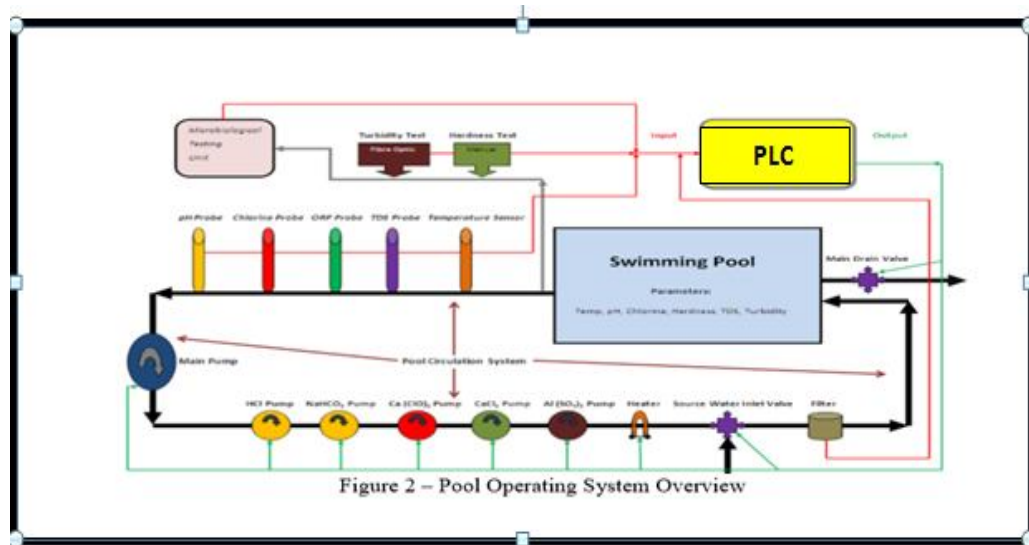 Microbiological
Testing
Unit
Turbidity Test
Hardness Test
Fibre Optic
Manual
Input
PLC
Output
pH Probe
Chlorine Probe
ORP Probe
TDS Probe
Temperature Sensor
Swimming Pool
Parameters:
Temp, pH, Chlorine, Hardness, TDS, Turbidity
Main Drain Valve
Main Pump
Pool Circulation System
HCl Pump
NaHCO₃ Pump
Ca (ClO)₂ Pump
CaCl₂ Pump
Al (SO₄)₂ Pump
Heater
Source Water Inlet Valve
Filter
Figure 2 – Pool Operating System Overview